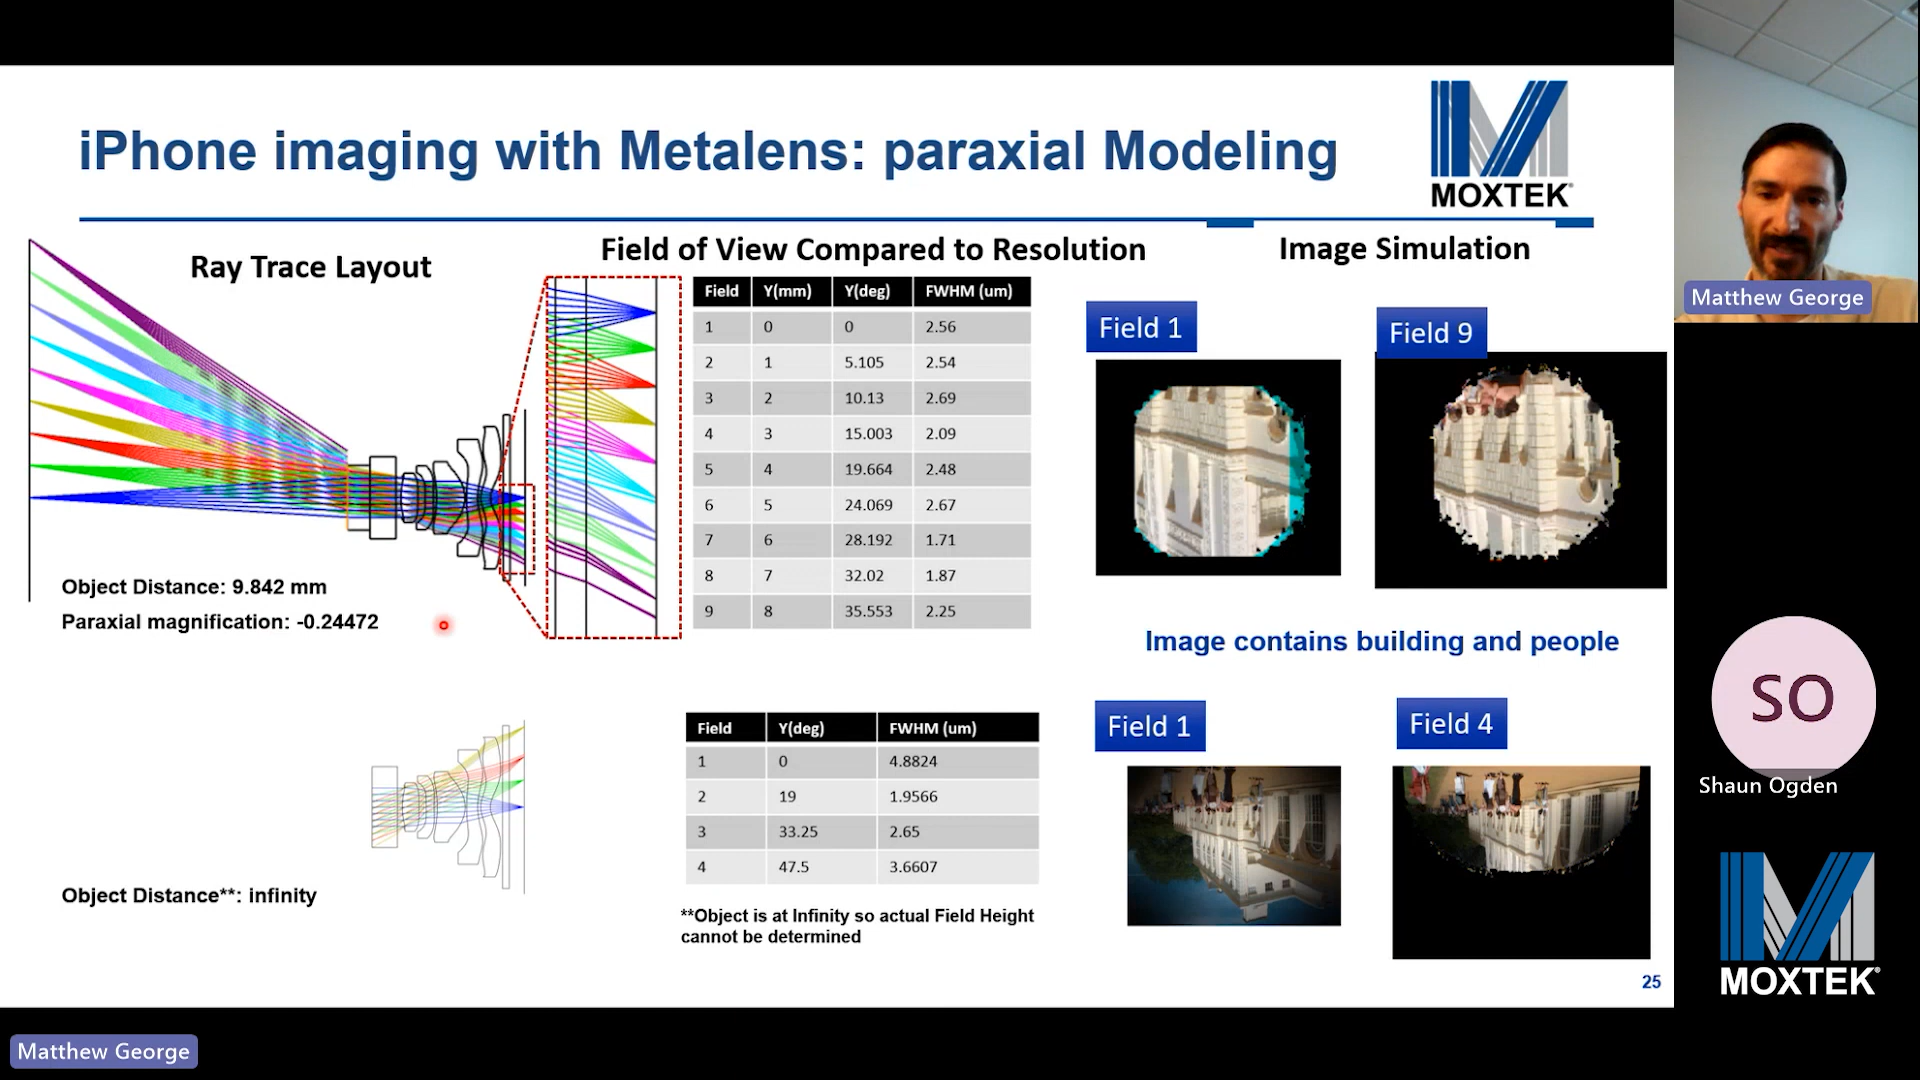 iPhone imaging with Metalens: paraxial Modeling
MOXTEK®
Ray Trace Layout
Field of View Compared to Resolution
Image Simulation
Field Y(mm) Y(deg) FWHM (um)
1 0 0 2.56
2 1 5.105 2.54
3 2 10.13 2.69
4 3 15.003 2.09
5 4 19.664 2.48
6 5 24.069 2.67
7 6 28.192 1.71
8 7 32.02 1.87
9 8 35.553 2.25
Field 1
Field 9
Object Distance: 9.842 mm
Paraxial magnification: -0.24472
Image contains building and people
Field Y(deg) FWHM (um)
1 0 4.8824
2 19 1.9566
3 33.25 2.65
4 47.5 3.6607
Field 1
Field 4
Object Distance**: infinity
**Object is at Infinity so actual Field Height
cannot be determined
25
Matthew George
SO
Shaun Ogden
MOXTEK®
Matthew George